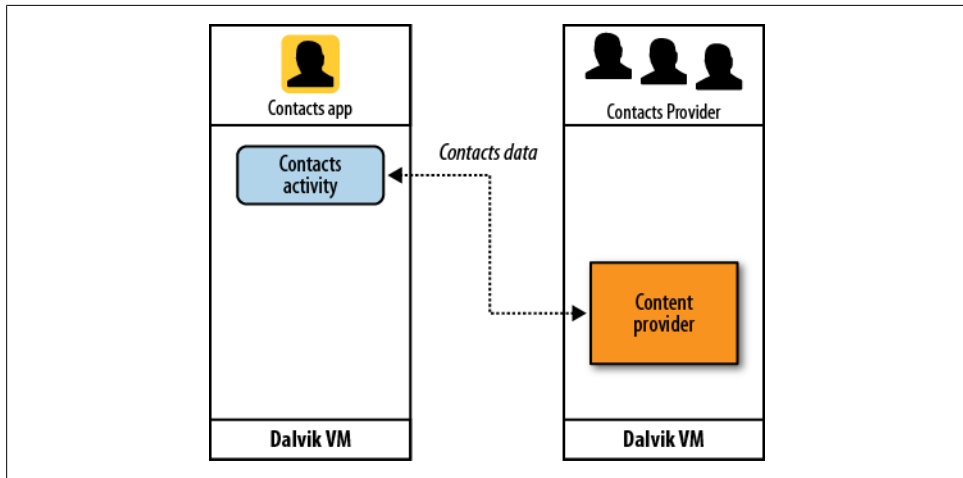 Contacts app
Contacts Provider
Contacts data
Contacts
activity
Content
provider
Dalvik VM
Dalvik VM